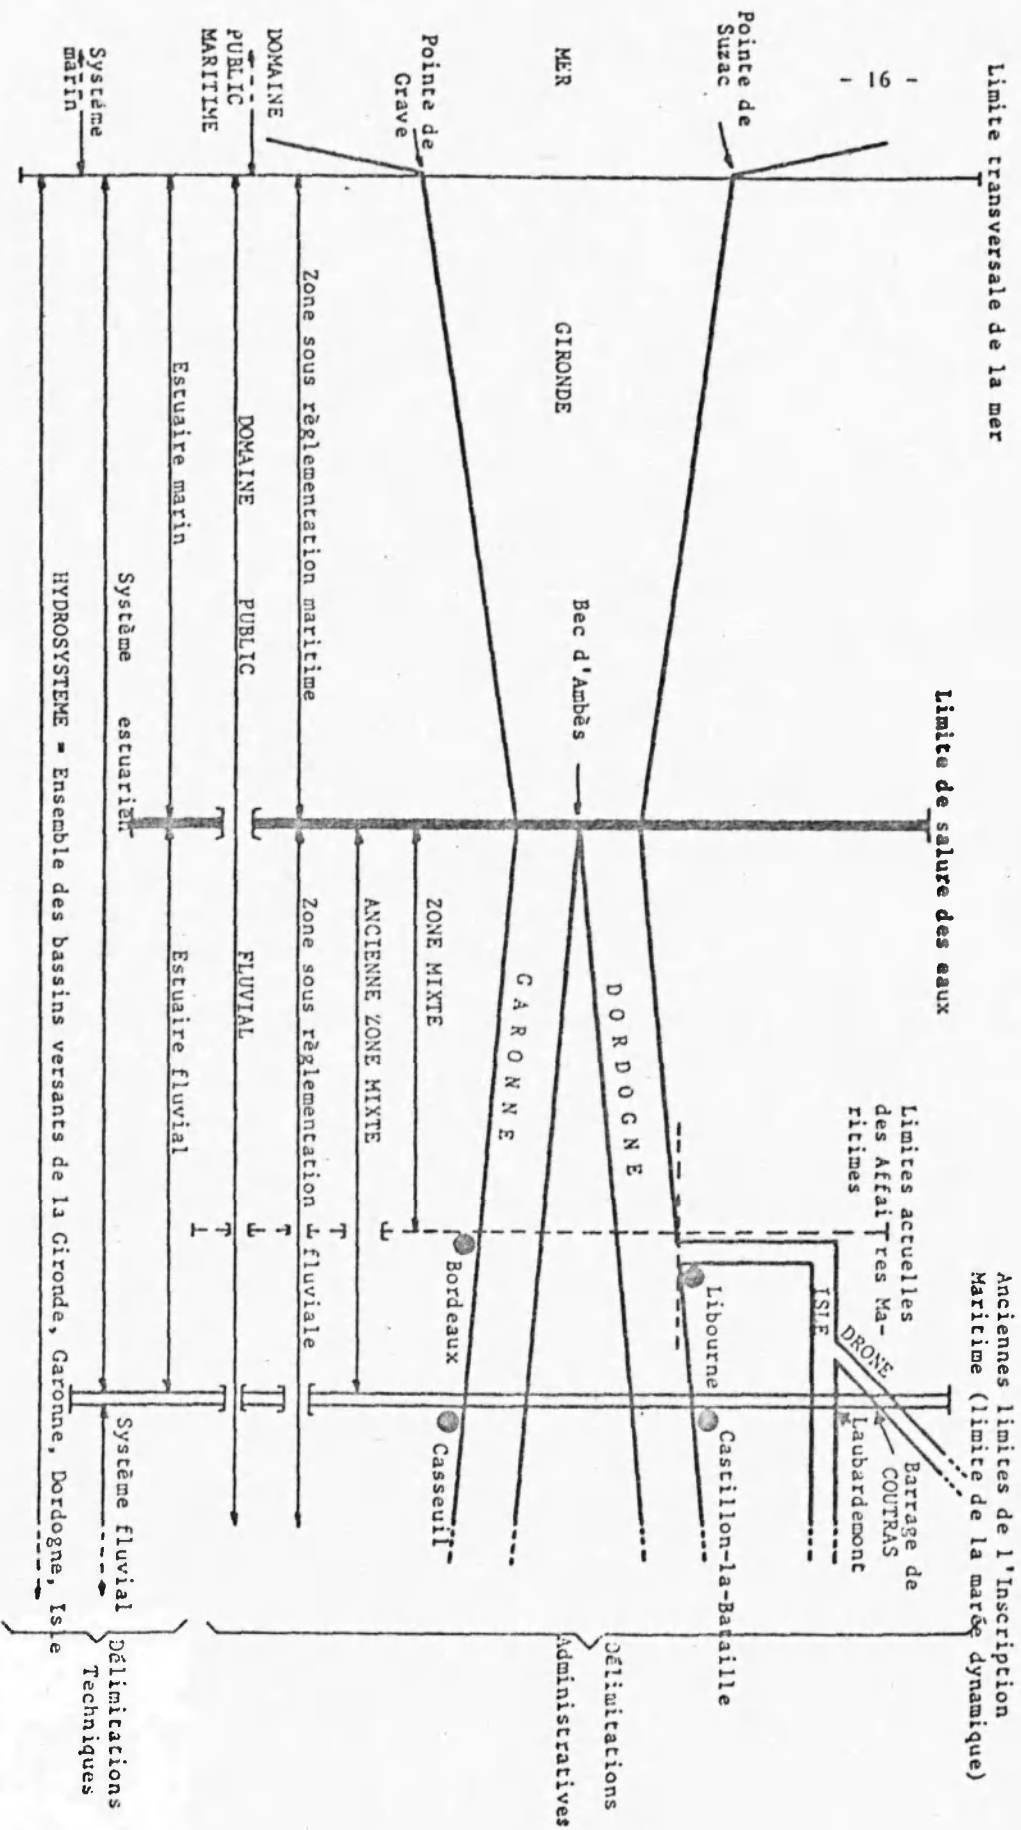 - 16 -
Limite transversale de la mer
Limite de salure des eaux
Anciennes limites de l'Inscription
Maritime (limite de la marée dynamique)
Limites actuelles
des Affai res Ma-
ritimes
Barrage de
COUTRAS
Laubardemont
DRONE
ISLE
Pointe de
Suzac
Libourne
Castillon-la-Bataille
MER
GIRONDE
Bec d'Ambès
DORDOGNE
GARONNE
Pointe de
Grave
Bordeaux
Casseuil
ZONE MIXTE
ANCIENNE ZONE MIXTE
Zone sous règlementation maritime
Zone sous règlementation fluviale
DOMAINE
PUBLIC
MARITIME
DOMAINE PUBLIC FLUVIAL
Délimitations
Administratives
Estuaire marin
Estuaire fluvial
Système
marin
Système estuarien
Système fluvial
HYDROSYSTEME = Ensemble des bassins versants de la Gironde, Garonne, Dordogne, Isle
Délimitations
Techniques